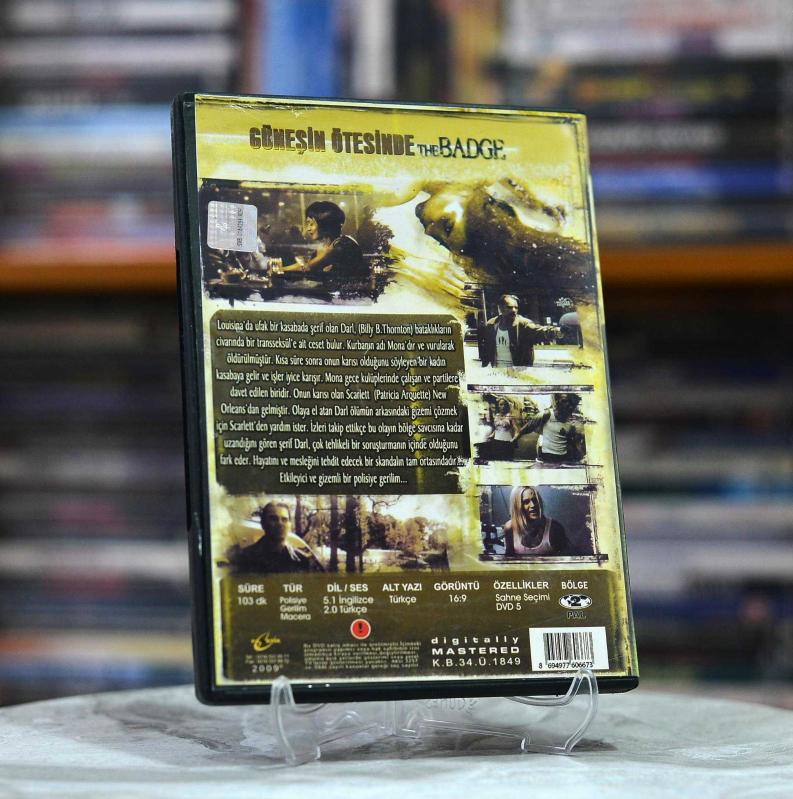 GÜNEŞİN ÖTESİNDE THE BADGE
Louisina'da ufak bir kasabada şerif olan Darl, (Billy B.Thornton) bataklıkların
civarında bir transseksül'e ait ceset bulur. Kurbanın adı Mona'dır ve vurularak
öldürülmüştür. Kısa süre sonra onun karısı olduğunu söyleyen bir kadın
kasabaya gelir ve işler iyice karışır. Mona gece kulüplerinde çalışan ve partilere
davet edilen biridir. Onun karısı olan Scarlett (Patricia Arquette) New
Orleans'dan gelmiştir. Olaya el atan Darl ölümün arkasındaki gizemi çözmek
için Scarlett'den yardım ister. İzleri takip ettikçe bu olayın bölge savcısına kadar
uzandığını gören şerif Darl, çok tehlikeli bir soruşturmanın içinde olduğunu
fark eder. Hayatını ve mesleğini tehdit edecek bir skandalın tam ortasındadır...
Etkileyici ve gizemli bir polisiye gerilim...
SÜRE TÜR DİL / SES ALT YAZI GÖRÜNTÜ ÖZELLİKLER BÖLGE
103 dk Polisiye 5.1 İngilizce Türkçe 16:9 Sahne Seçimi 2
Gerilim 2.0 Türkçe DVD 5 PAL
Macera
digitally
MASTERED
K.B.34.Ü.1849
2009
8 694977 606673